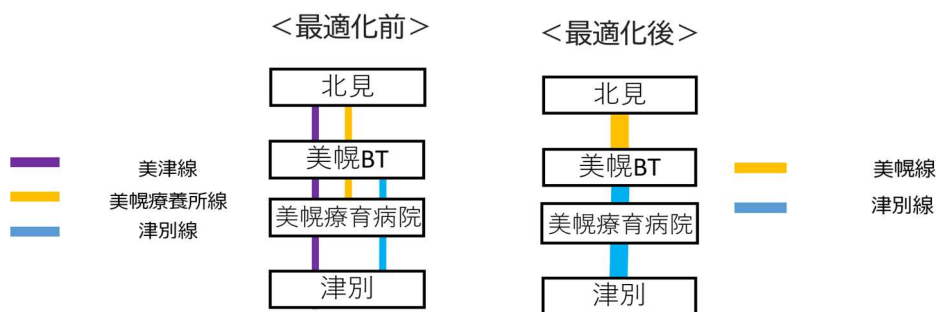 ＜最適化前＞
北見
美幌BT
美幌療育病院
津別
美津線
美幌療養所線
津別線
＜最適化後＞
北見
美幌BT
美幌療育病院
津別
美幌線
津別線